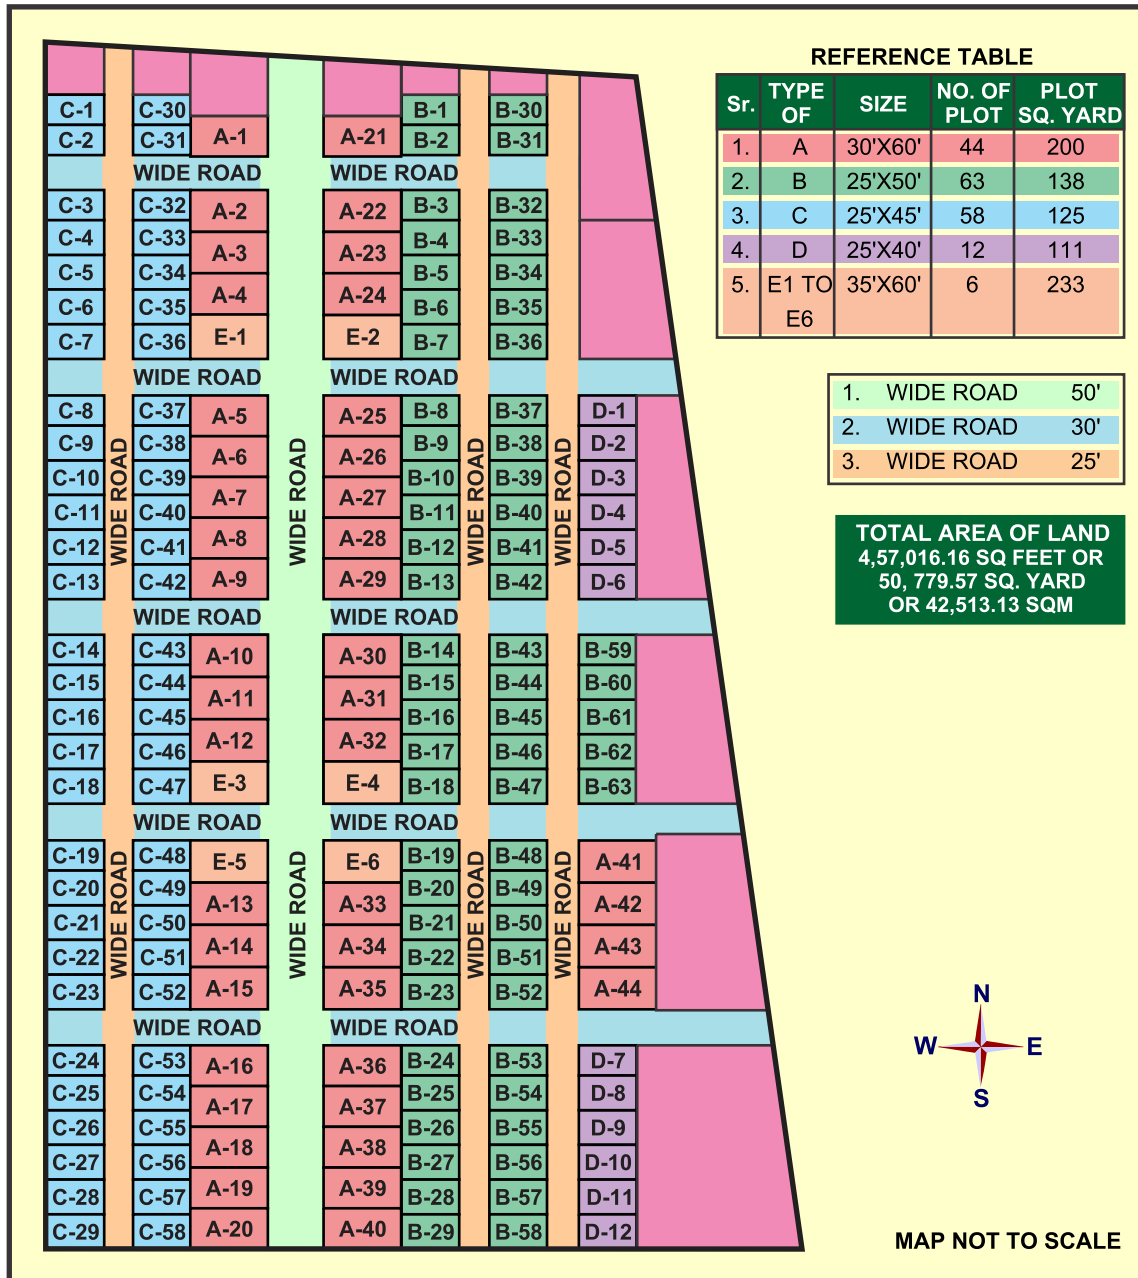 REFERENCE TABLE
Sr. TYPE OF SIZE NO. OF PLOT PLOT SQ. YARD
1. A 30'X60' 44 200
2. B 25'X50' 63 138
3. C 25'X45' 58 125
4. D 25'X40' 12 111
5. E1 TO E6 35'X60' 6 233
1. WIDE ROAD 50'
2. WIDE ROAD 30'
3. WIDE ROAD 25'
TOTAL AREA OF LAND
4,57,016.16 SQ FEET OR
50, 779.57 SQ. YARD
OR 42,513.13 SQM
C-1 C-30 B-1 B-30
C-2 C-31 A-1 A-21 B-2 B-31
WIDE ROAD WIDE ROAD
C-3 C-32 A-2 A-22 B-3 B-32
C-4 C-33 A-3 A-23 B-4 B-33
C-5 C-34 A-4 A-24 B-5 B-34
C-6 C-35 B-6 B-35
C-7 C-36 E-1 E-2 B-7 B-36
WIDE ROAD WIDE ROAD
C-8 C-37 A-5 A-25 B-8 B-37 D-1
C-9 C-38 A-6 A-26 B-9 B-38 D-2
C-10 C-39 A-7 A-27 B-10 B-39 D-3
C-11 C-40 A-8 A-28 B-11 B-40 D-4
C-12 C-41 B-12 B-41 D-5
C-13 C-42 A-9 A-29 B-13 B-42 D-6
WIDE ROAD
WIDE ROAD
WIDE ROAD
WIDE ROAD
WIDE ROAD WIDE ROAD
C-14 C-43 A-10 A-30 B-14 B-43 B-59
C-15 C-44 A-11 A-31 B-15 B-44 B-60
C-16 C-45 A-12 A-32 B-16 B-45 B-61
C-17 C-46 B-17 B-46 B-62
C-18 C-47 E-3 E-4 B-18 B-47 B-63
WIDE ROAD WIDE ROAD
C-19 C-48 E-5 E-6 B-19 B-48 A-41
C-20 C-49 A-13 A-33 B-20 B-49 A-42
C-21 C-50 A-14 A-34 B-21 B-50 A-43
C-22 C-51 B-22 B-51
C-23 C-52 A-15 A-35 B-23 B-52 A-44
WIDE ROAD
WIDE ROAD
WIDE ROAD
WIDE ROAD
WIDE ROAD WIDE ROAD
C-24 C-53 A-16 A-36 B-24 B-53 D-7
C-25 C-54 A-17 A-37 B-25 B-54 D-8
C-26 C-55 A-18 A-38 B-26 B-55 D-9
C-27 C-56 B-27 B-56 D-10
C-28 C-57 A-19 A-39 B-28 B-57 D-11
C-29 C-58 A-20 A-40 B-29 B-58 D-12
N
W E
S
MAP NOT TO SCALE